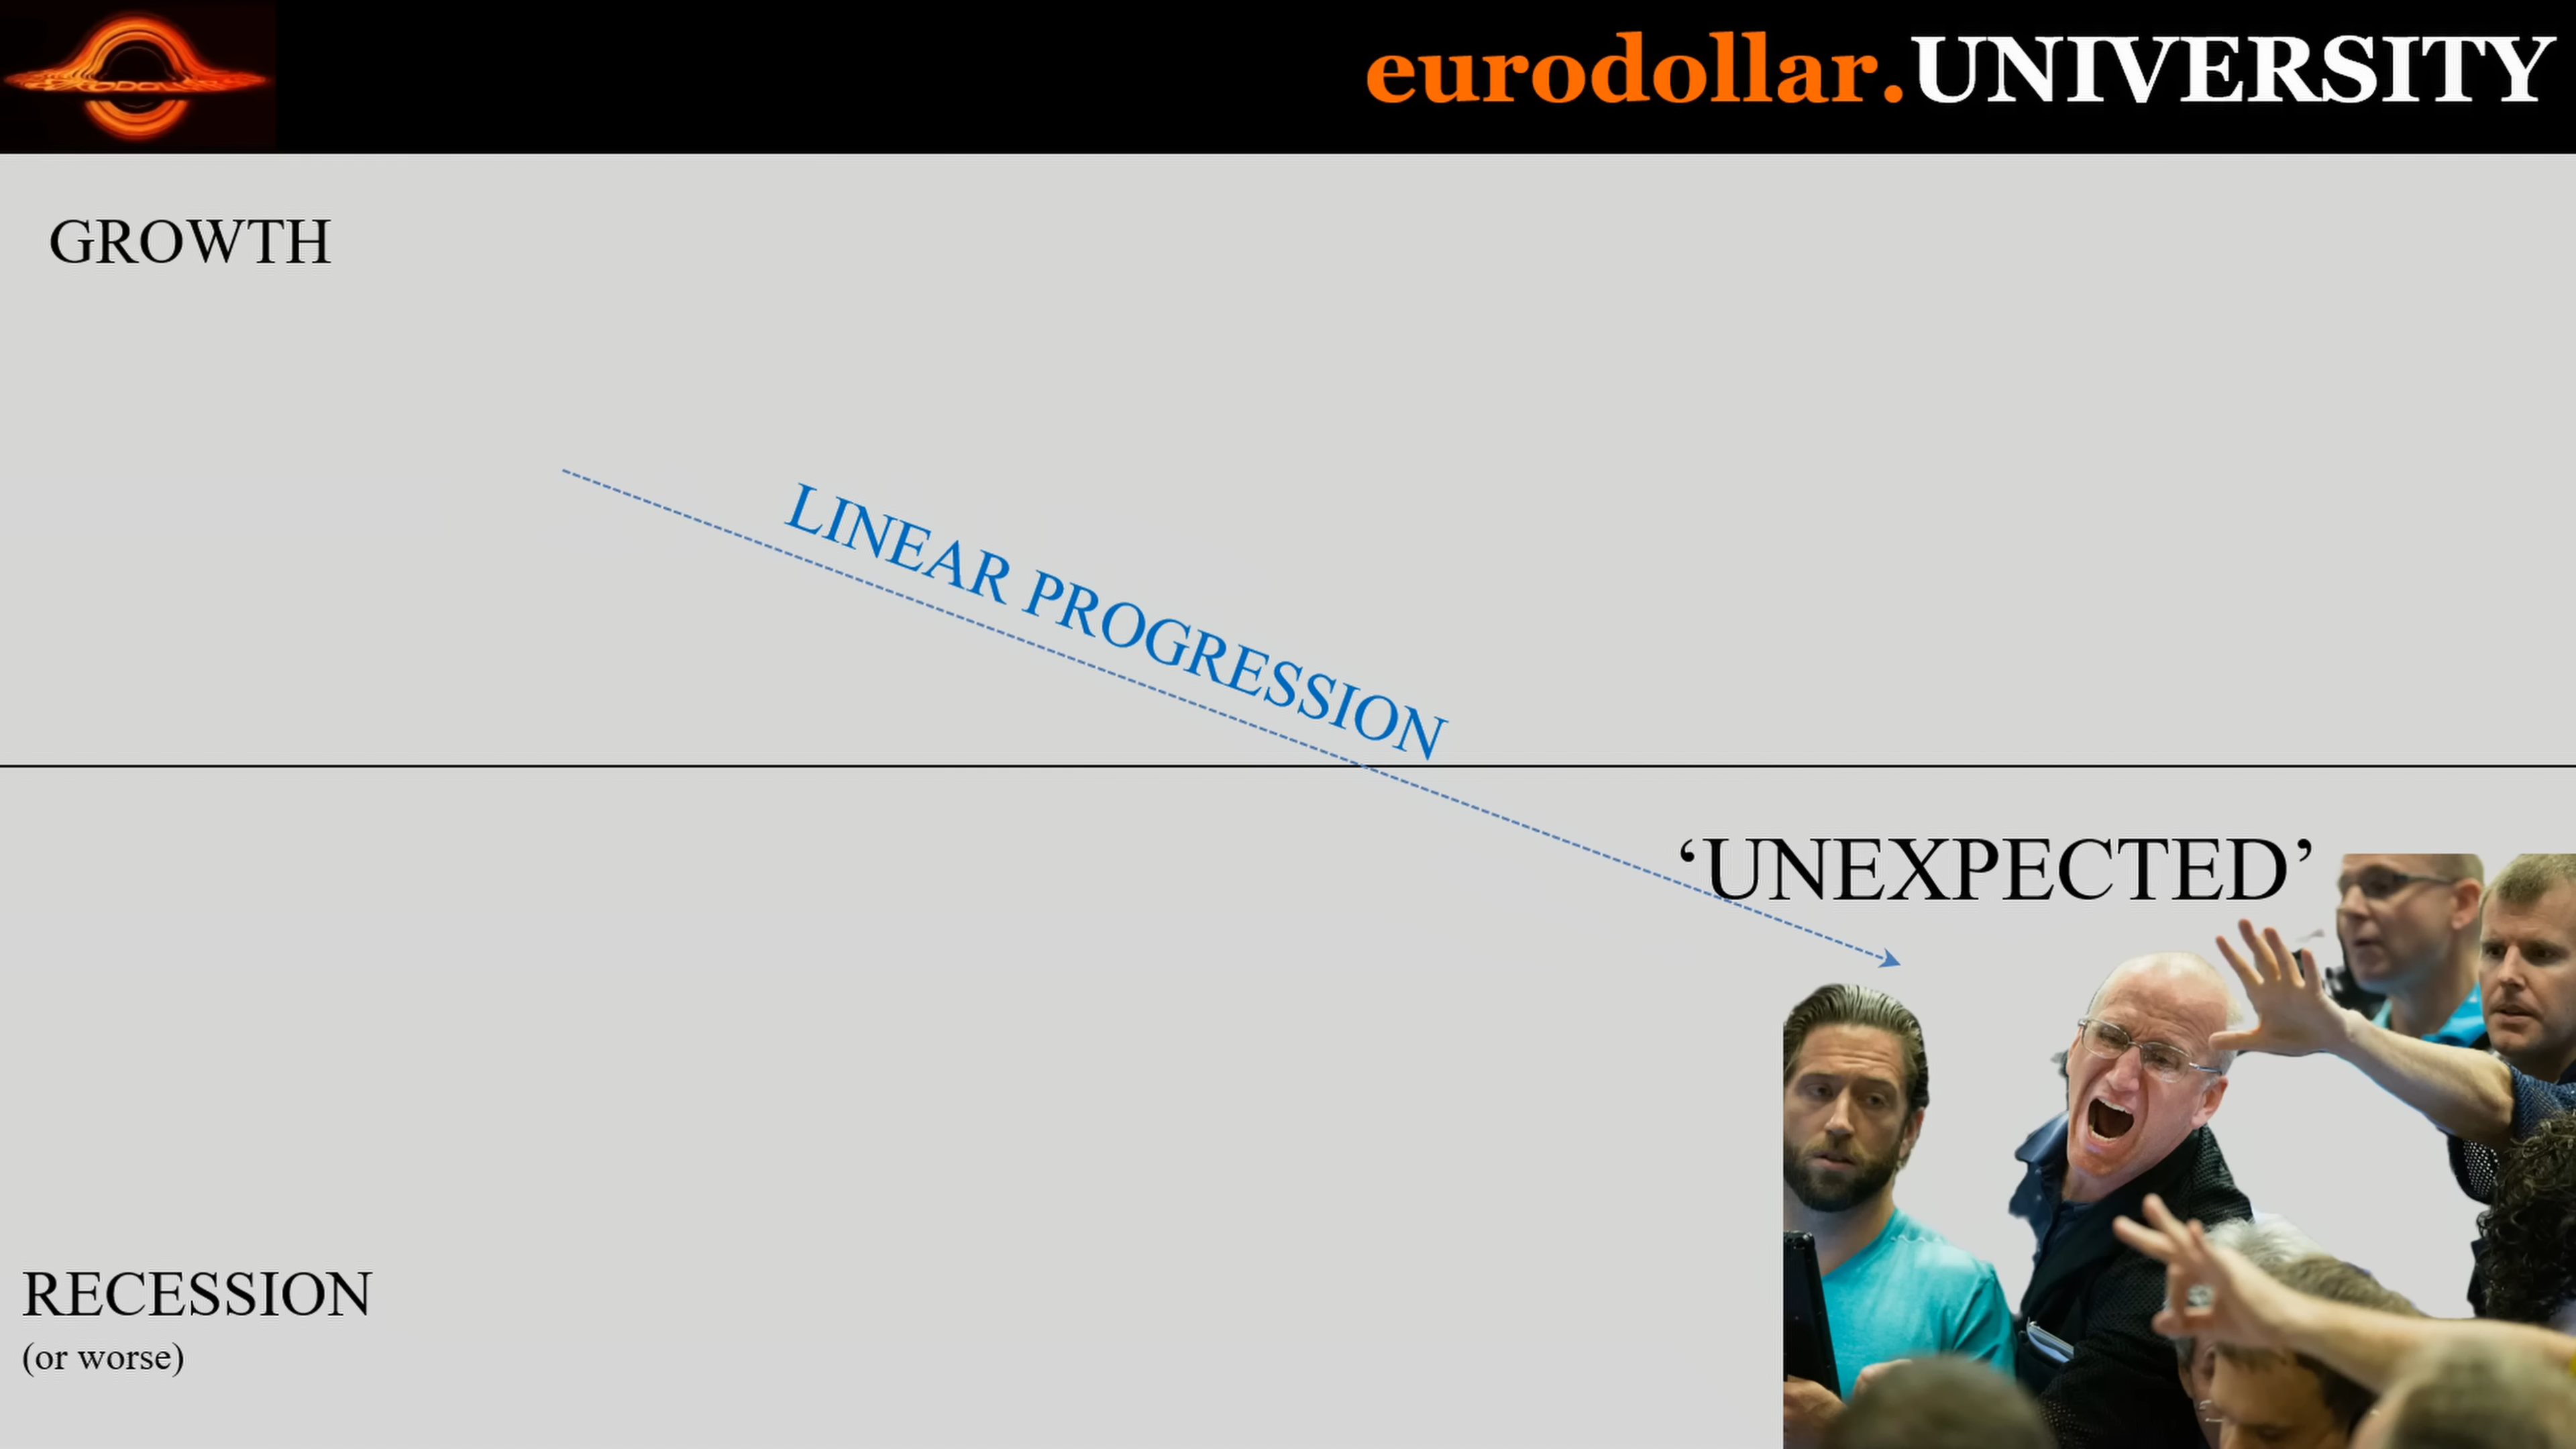 eurodollar.UNIVERSITY
GROWTH
LINEAR PROGRESSION
‘UNEXPECTED’
RECESSION
(or worse)